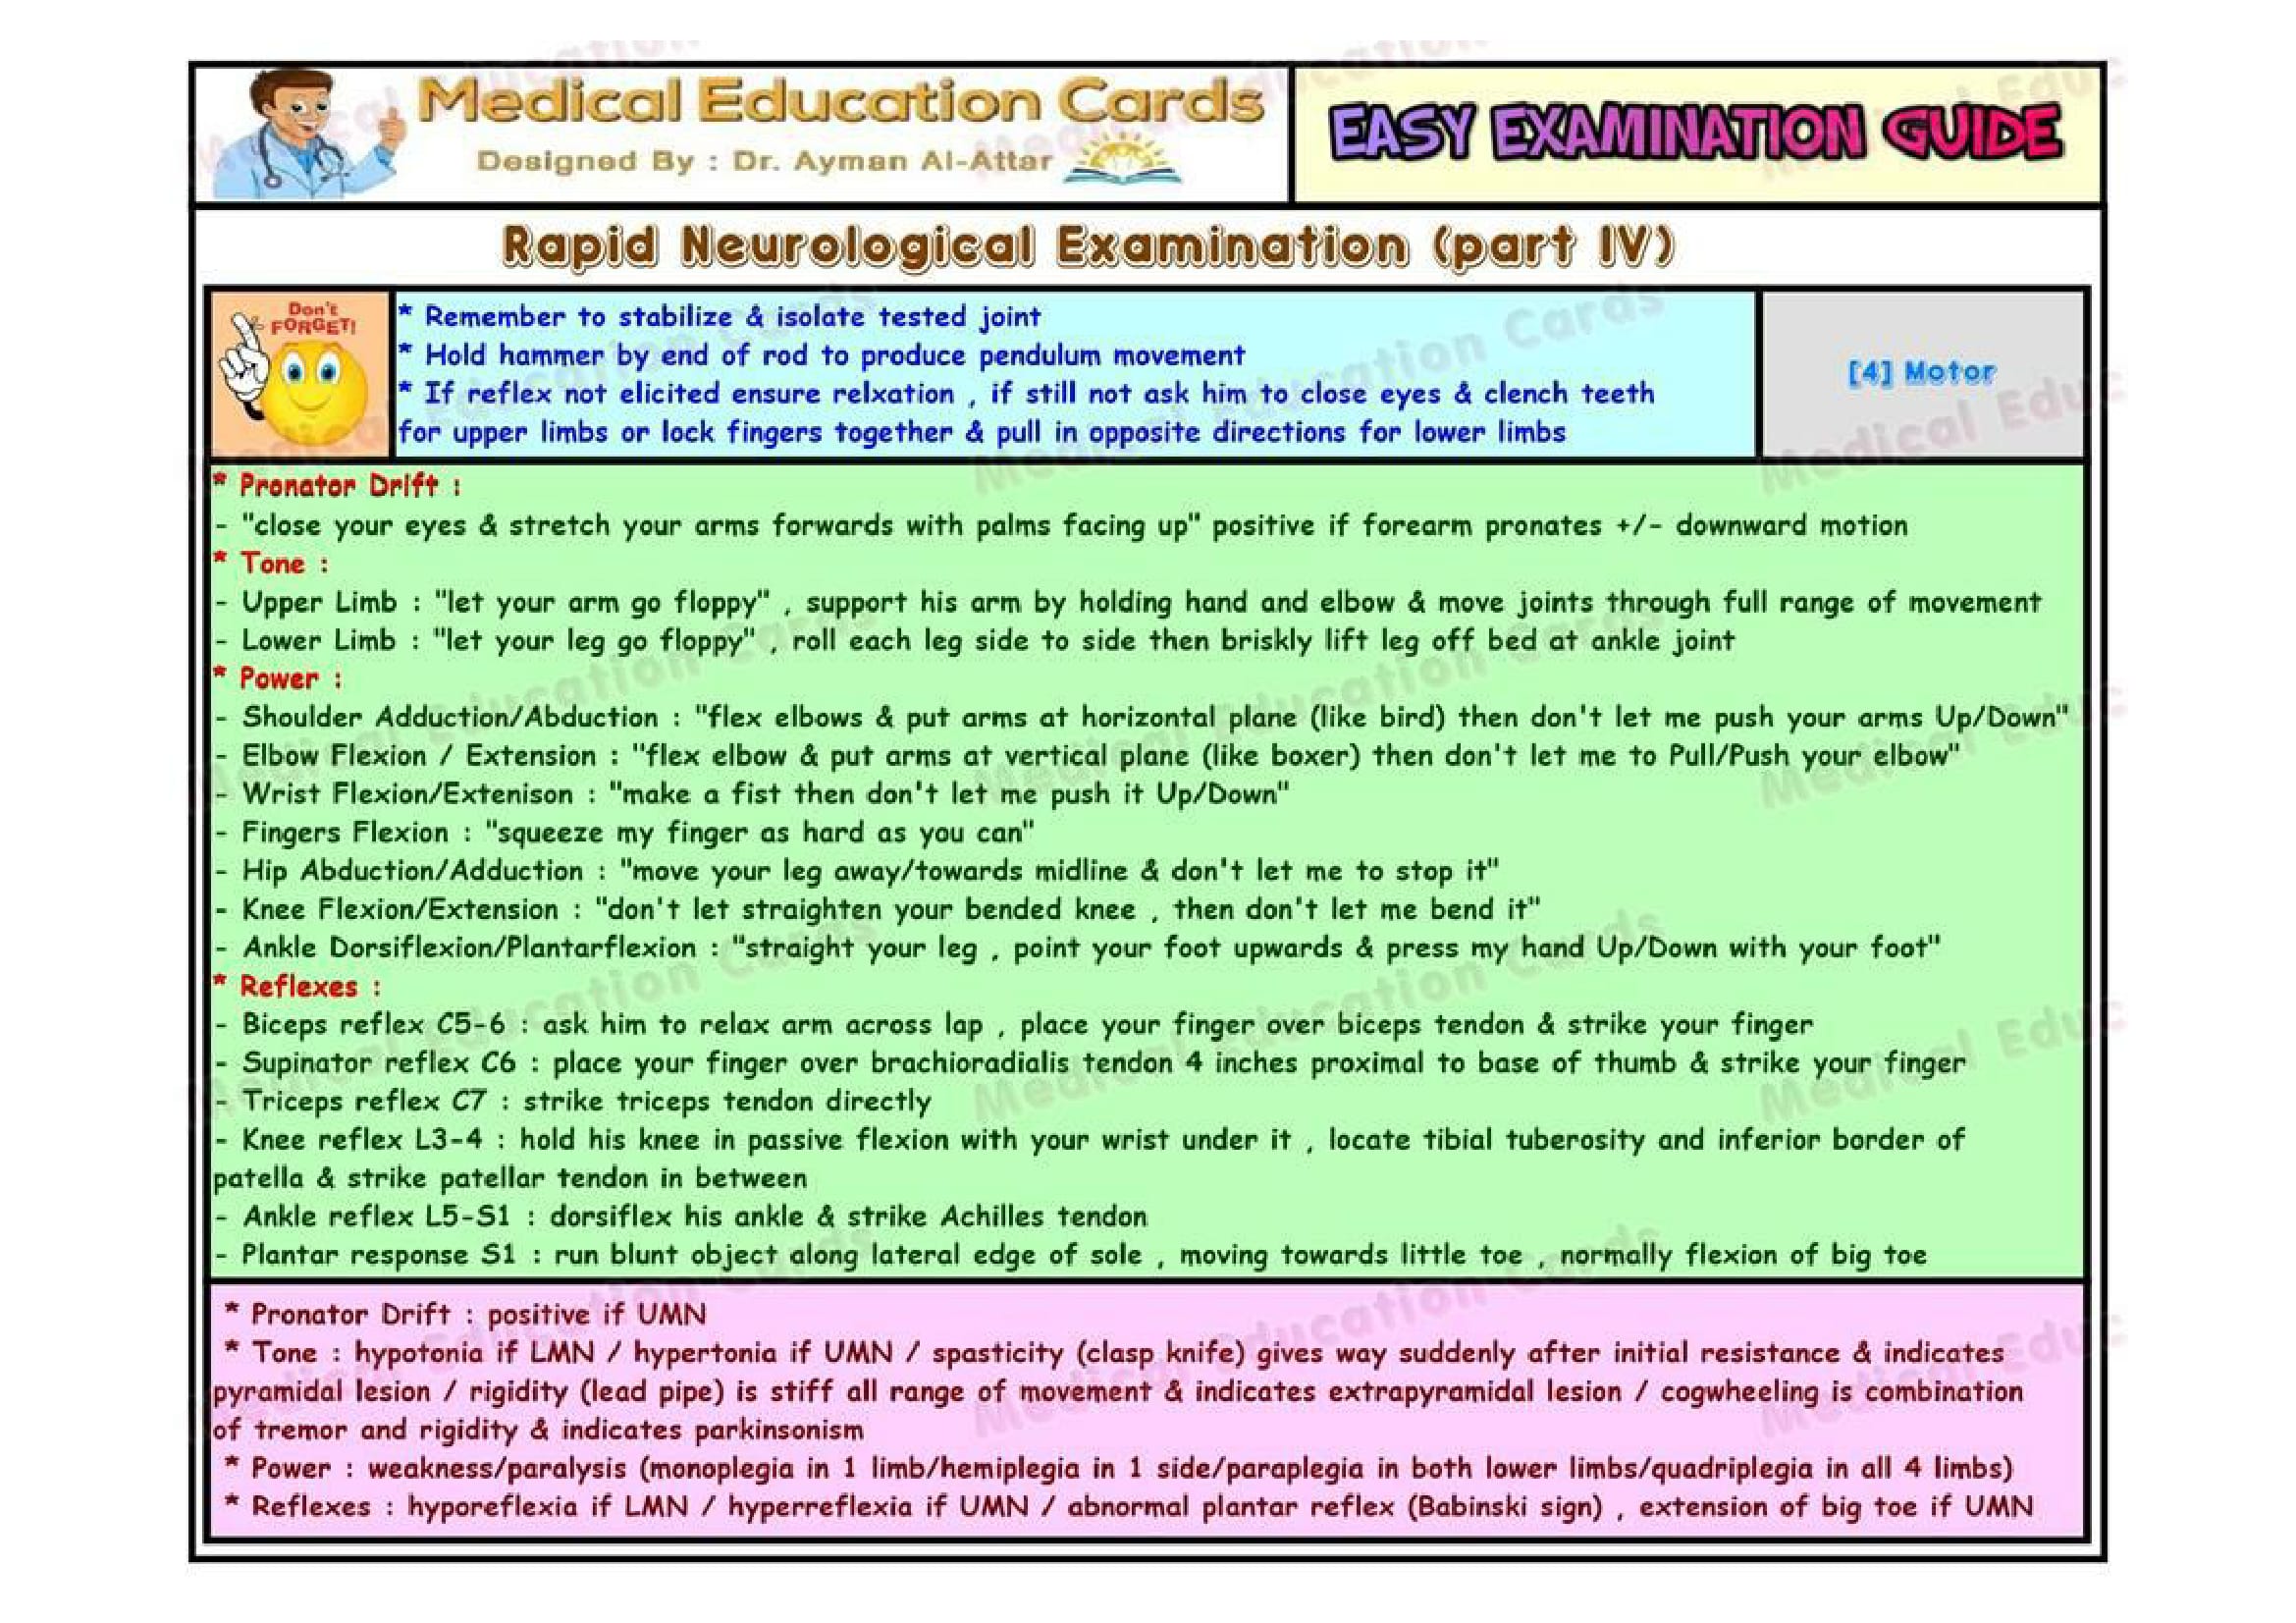 Medical Education Cards
Designed By : Dr. Ayman Al-Attar
EASY EXAMINATION GUIDE
Rapid Neurological Examination (part IV)
Don't
FORGET!
* Remember to stabilize & isolate tested joint
* Hold hammer by end of rod to produce pendulum movement
* If reflex not elicited ensure relxation , if still not ask him to close eyes & clench teeth
for upper limbs or lock fingers together & pull in opposite directions for lower limbs
[4] Motor
* Pronator Drift :
- "close your eyes & stretch your arms forwards with palms facing up" positive if forearm pronates +/- downward motion
* Tone :
- Upper Limb : "let your arm go floppy" , support his arm by holding hand and elbow & move joints through full range of movement
- Lower Limb : "let your leg go floppy" , roll each leg side to side then briskly lift leg off bed at ankle joint
* Power :
- Shoulder Adduction/Abduction : "flex elbows & put arms at horizontal plane (like bird) then don't let me push your arms Up/Down"
- Elbow Flexion / Extension : "flex elbow & put arms at vertical plane (like boxer) then don't let me to Pull/Push your elbow"
- Wrist Flexion/Extenison : "make a fist then don't let me push it Up/Down"
- Fingers Flexion : "squeeze my finger as hard as you can"
- Hip Abduction/Adduction : "move your leg away/towards midline & don't let me to stop it"
- Knee Flexion/Extension : "don't let straighten your bended knee , then don't let me bend it"
- Ankle Dorsiflexion/Plantarflexion : "straight your leg , point your foot upwards & press my hand Up/Down with your foot"
* Reflexes :
- Biceps reflex C5-6 : ask him to relax arm across lap , place your finger over biceps tendon & strike your finger
- Supinator reflex C6 : place your finger over brachioradialis tendon 4 inches proximal to base of thumb & strike your finger
- Triceps reflex C7 : strike triceps tendon directly
- Knee reflex L3-4 : hold his knee in passive flexion with your wrist under it , locate tibial tuberosity and inferior border of
patella & strike patellar tendon in between
- Ankle reflex L5-S1 : dorsiflex his ankle & strike Achilles tendon
- Plantar response S1 : run blunt object along lateral edge of sole , moving towards little toe , normally flexion of big toe
* Pronator Drift : positive if UMN
* Tone : hypotonia if LMN / hypertonia if UMN / spasticity (clasp knife) gives way suddenly after initial resistance & indicates
pyramidal lesion / rigidity (lead pipe) is stiff all range of movement & indicates extrapyramidal lesion / cogwheeling is combination
of tremor and rigidity & indicates parkinsonism
* Power : weakness/paralysis (monoplegia in 1 limb/hemiplegia in 1 side/paraplegia in both lower limbs/quadriplegia in all 4 limbs)
* Reflexes : hyporeflexia if LMN / hyperreflexia if UMN / abnormal plantar reflex (Babinski sign) , extension of big toe if UMN